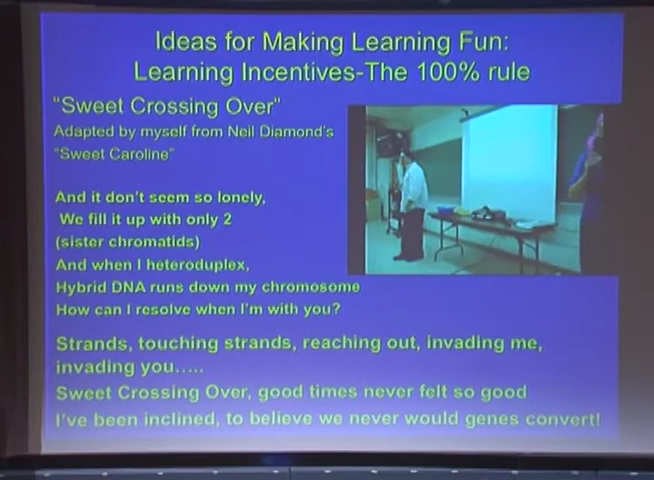 Ideas for Making Learning Fun:
Learning Incentives-The 100% rule
"Sweet Crossing Over"
Adapted by myself from Neil Diamond's
"Sweet Caroline"
And it don't seem so lonely,
We fill it up with only 2
(sister chromatids)
And when I heteroduplex,
Hybrid DNA runs down my chromosome
How can I resolve when I'm with you?
Strands, touching strands, reaching out, invading me,
invading you.....
Sweet Crossing Over, good times never felt so good
I've been inclined, to believe we never would genes convert!